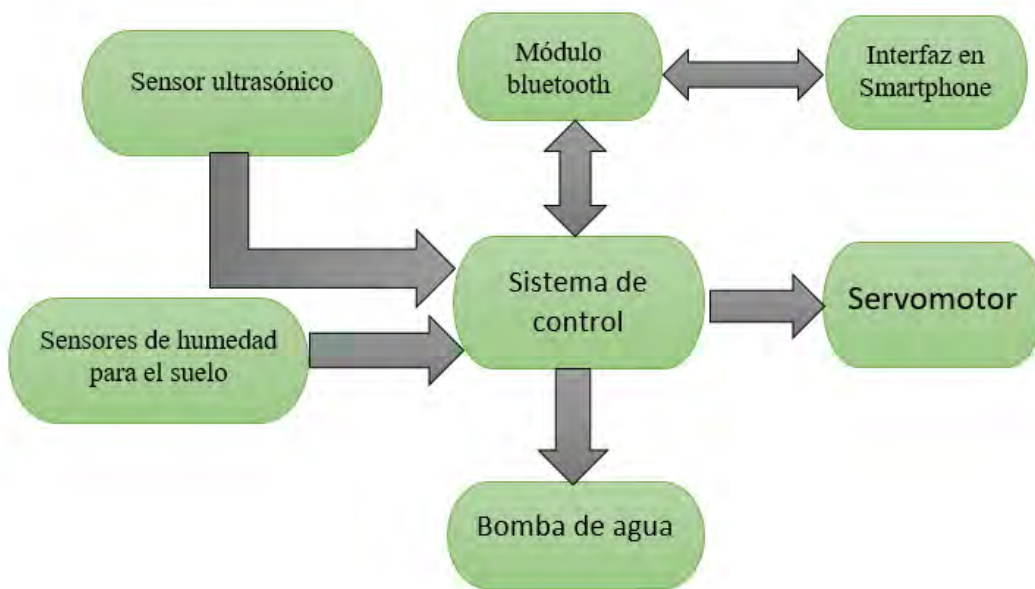 Sensor ultrasónico
Módulo
bluetooth
Interfaz en
Smartphone
Sistema de
control
Servomotor
Sensores de humedad
para el suelo
Bomba de agua